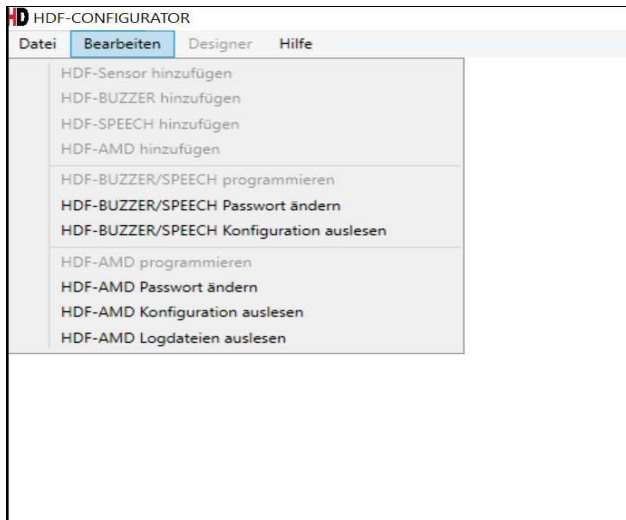 HD HDF-CONFIGURATOR
Datei Bearbeiten Designer Hilfe
HDF-Sensor hinzufügen
HDF-BUZZER hinzufügen
HDF-SPEECH hinzufügen
HDF-AMD hinzufügen
HDF-BUZZER/SPEECH programmieren
HDF-BUZZER/SPEECH Passwort ändern
HDF-BUZZER/SPEECH Konfiguration auslesen
HDF-AMD programmieren
HDF-AMD Passwort ändern
HDF-AMD Konfiguration auslesen
HDF-AMD Logdateien auslesen